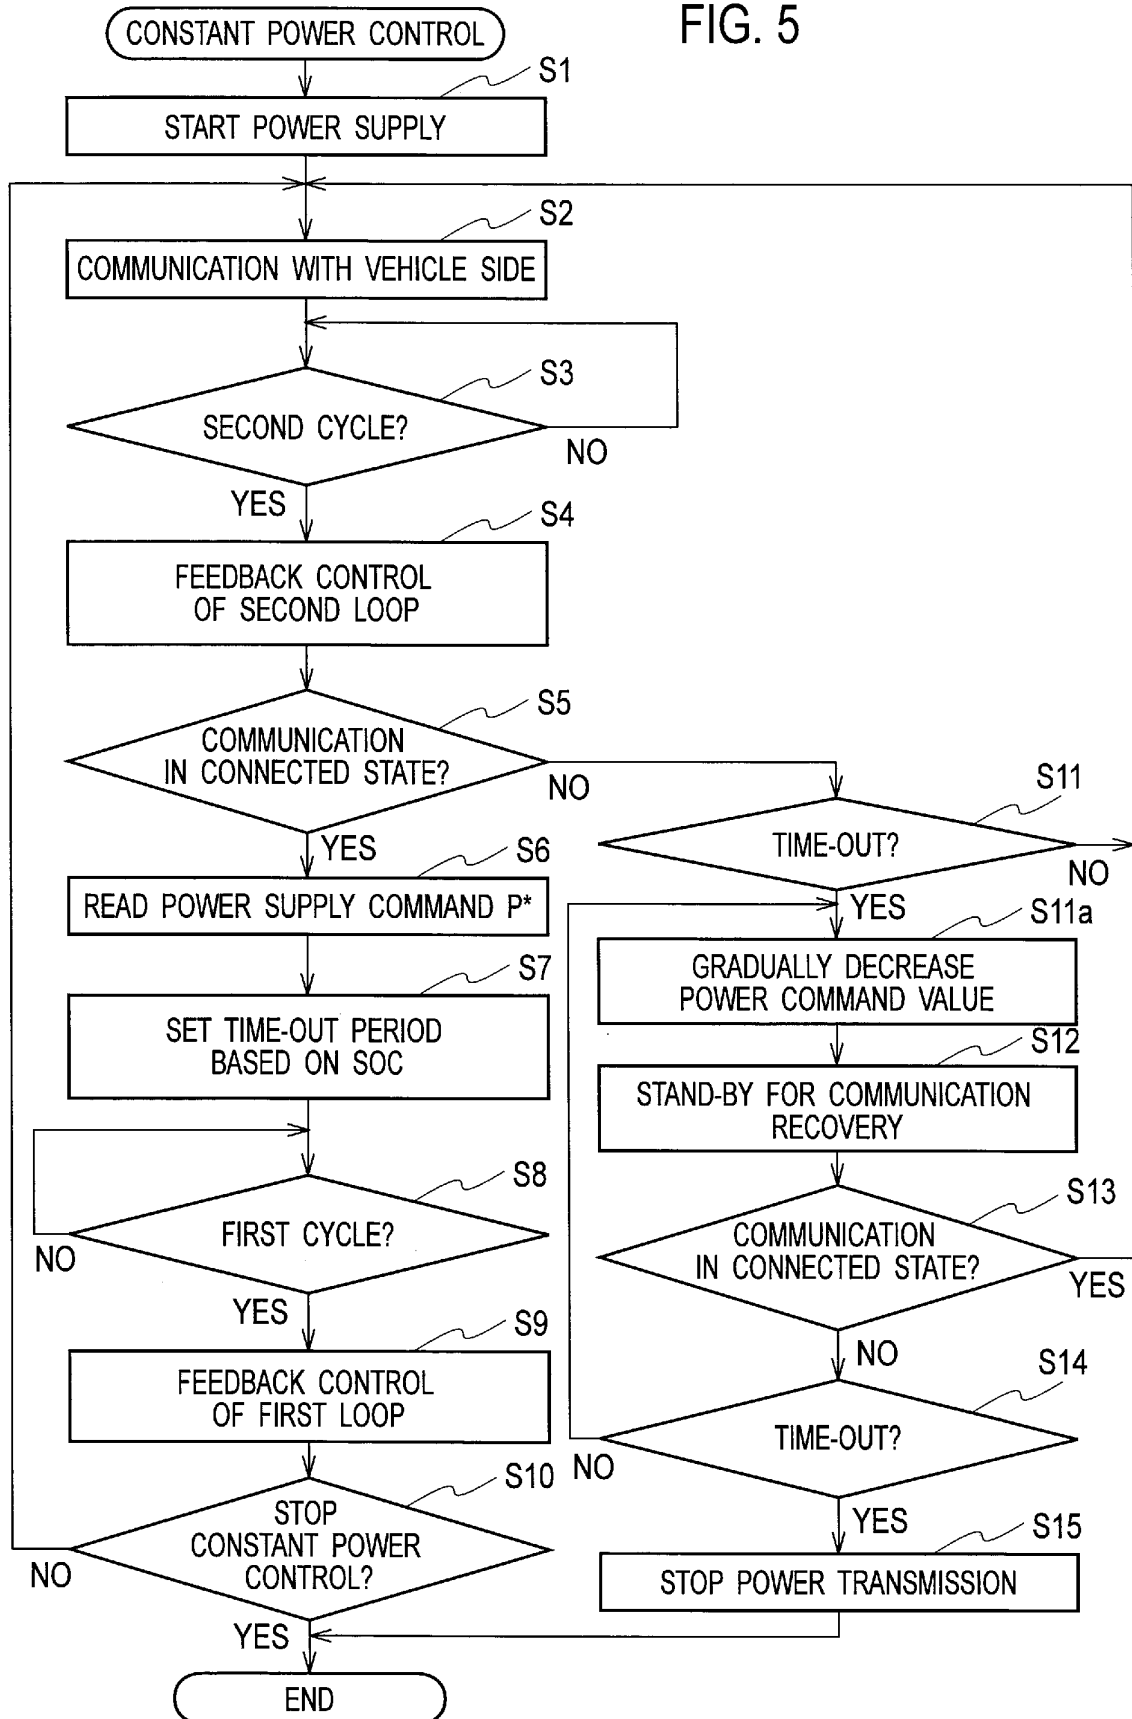 FIG. 5
CONSTANT POWER CONTROL
S1
START POWER SUPPLY
S2
COMMUNICATION WITH VEHICLE SIDE
S3
SECOND CYCLE?
NO
YES
S4
FEEDBACK CONTROL
OF SECOND LOOP
S5
COMMUNICATION
IN CONNECTED STATE?
NO
YES
S6
READ POWER SUPPLY COMMAND P*
S7
SET TIME-OUT PERIOD
BASED ON SOC
S8
FIRST CYCLE?
NO
YES
S9
FEEDBACK CONTROL
OF FIRST LOOP
S10
STOP
CONSTANT POWER
CONTROL?
NO
YES
END
S11
TIME-OUT?
NO
YES
S11a
GRADUALLY DECREASE
POWER COMMAND VALUE
S12
STAND-BY FOR COMMUNICATION
RECOVERY
S13
COMMUNICATION
IN CONNECTED STATE?
YES
NO
S14
TIME-OUT?
NO
YES
S15
STOP POWER TRANSMISSION